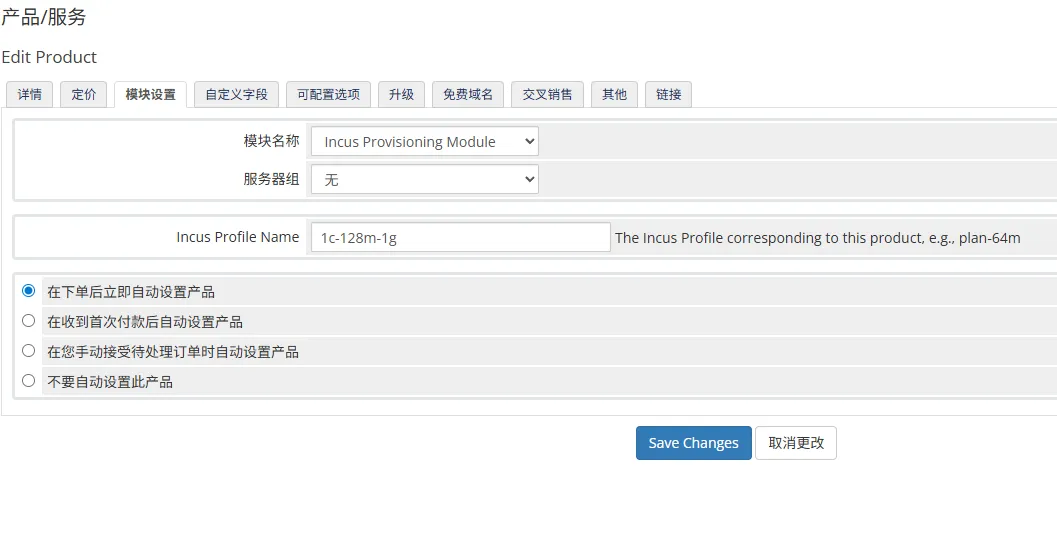 产品/服务
Edit Product
详情 定价 模块设置 自定义字段 可配置选项 升级 免费域名 交叉销售 其他 链接
模块名称 Incus Provisioning Module
服务器组 无
Incus Profile Name 1c-128m-1g The Incus Profile corresponding to this product, e.g., plan-64m
在下单后立即自动设置产品
在收到首次付款后自动设置产品
在您手动接受待处理订单时自动设置产品
不要自动设置此产品
Save Changes 取消更改